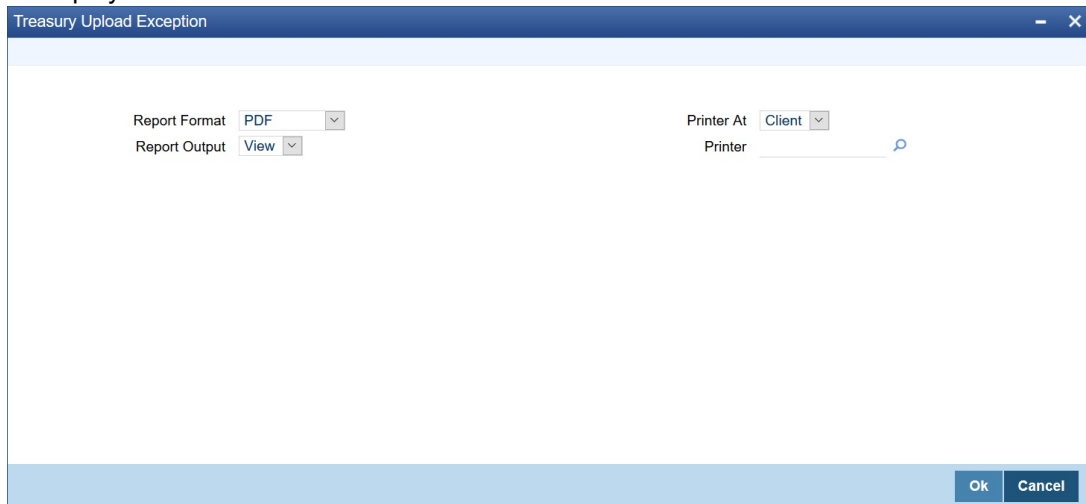 Treasury Upload Exception
Report Format PDF Printer At Client
Report Output View Printer
Ok Cancel